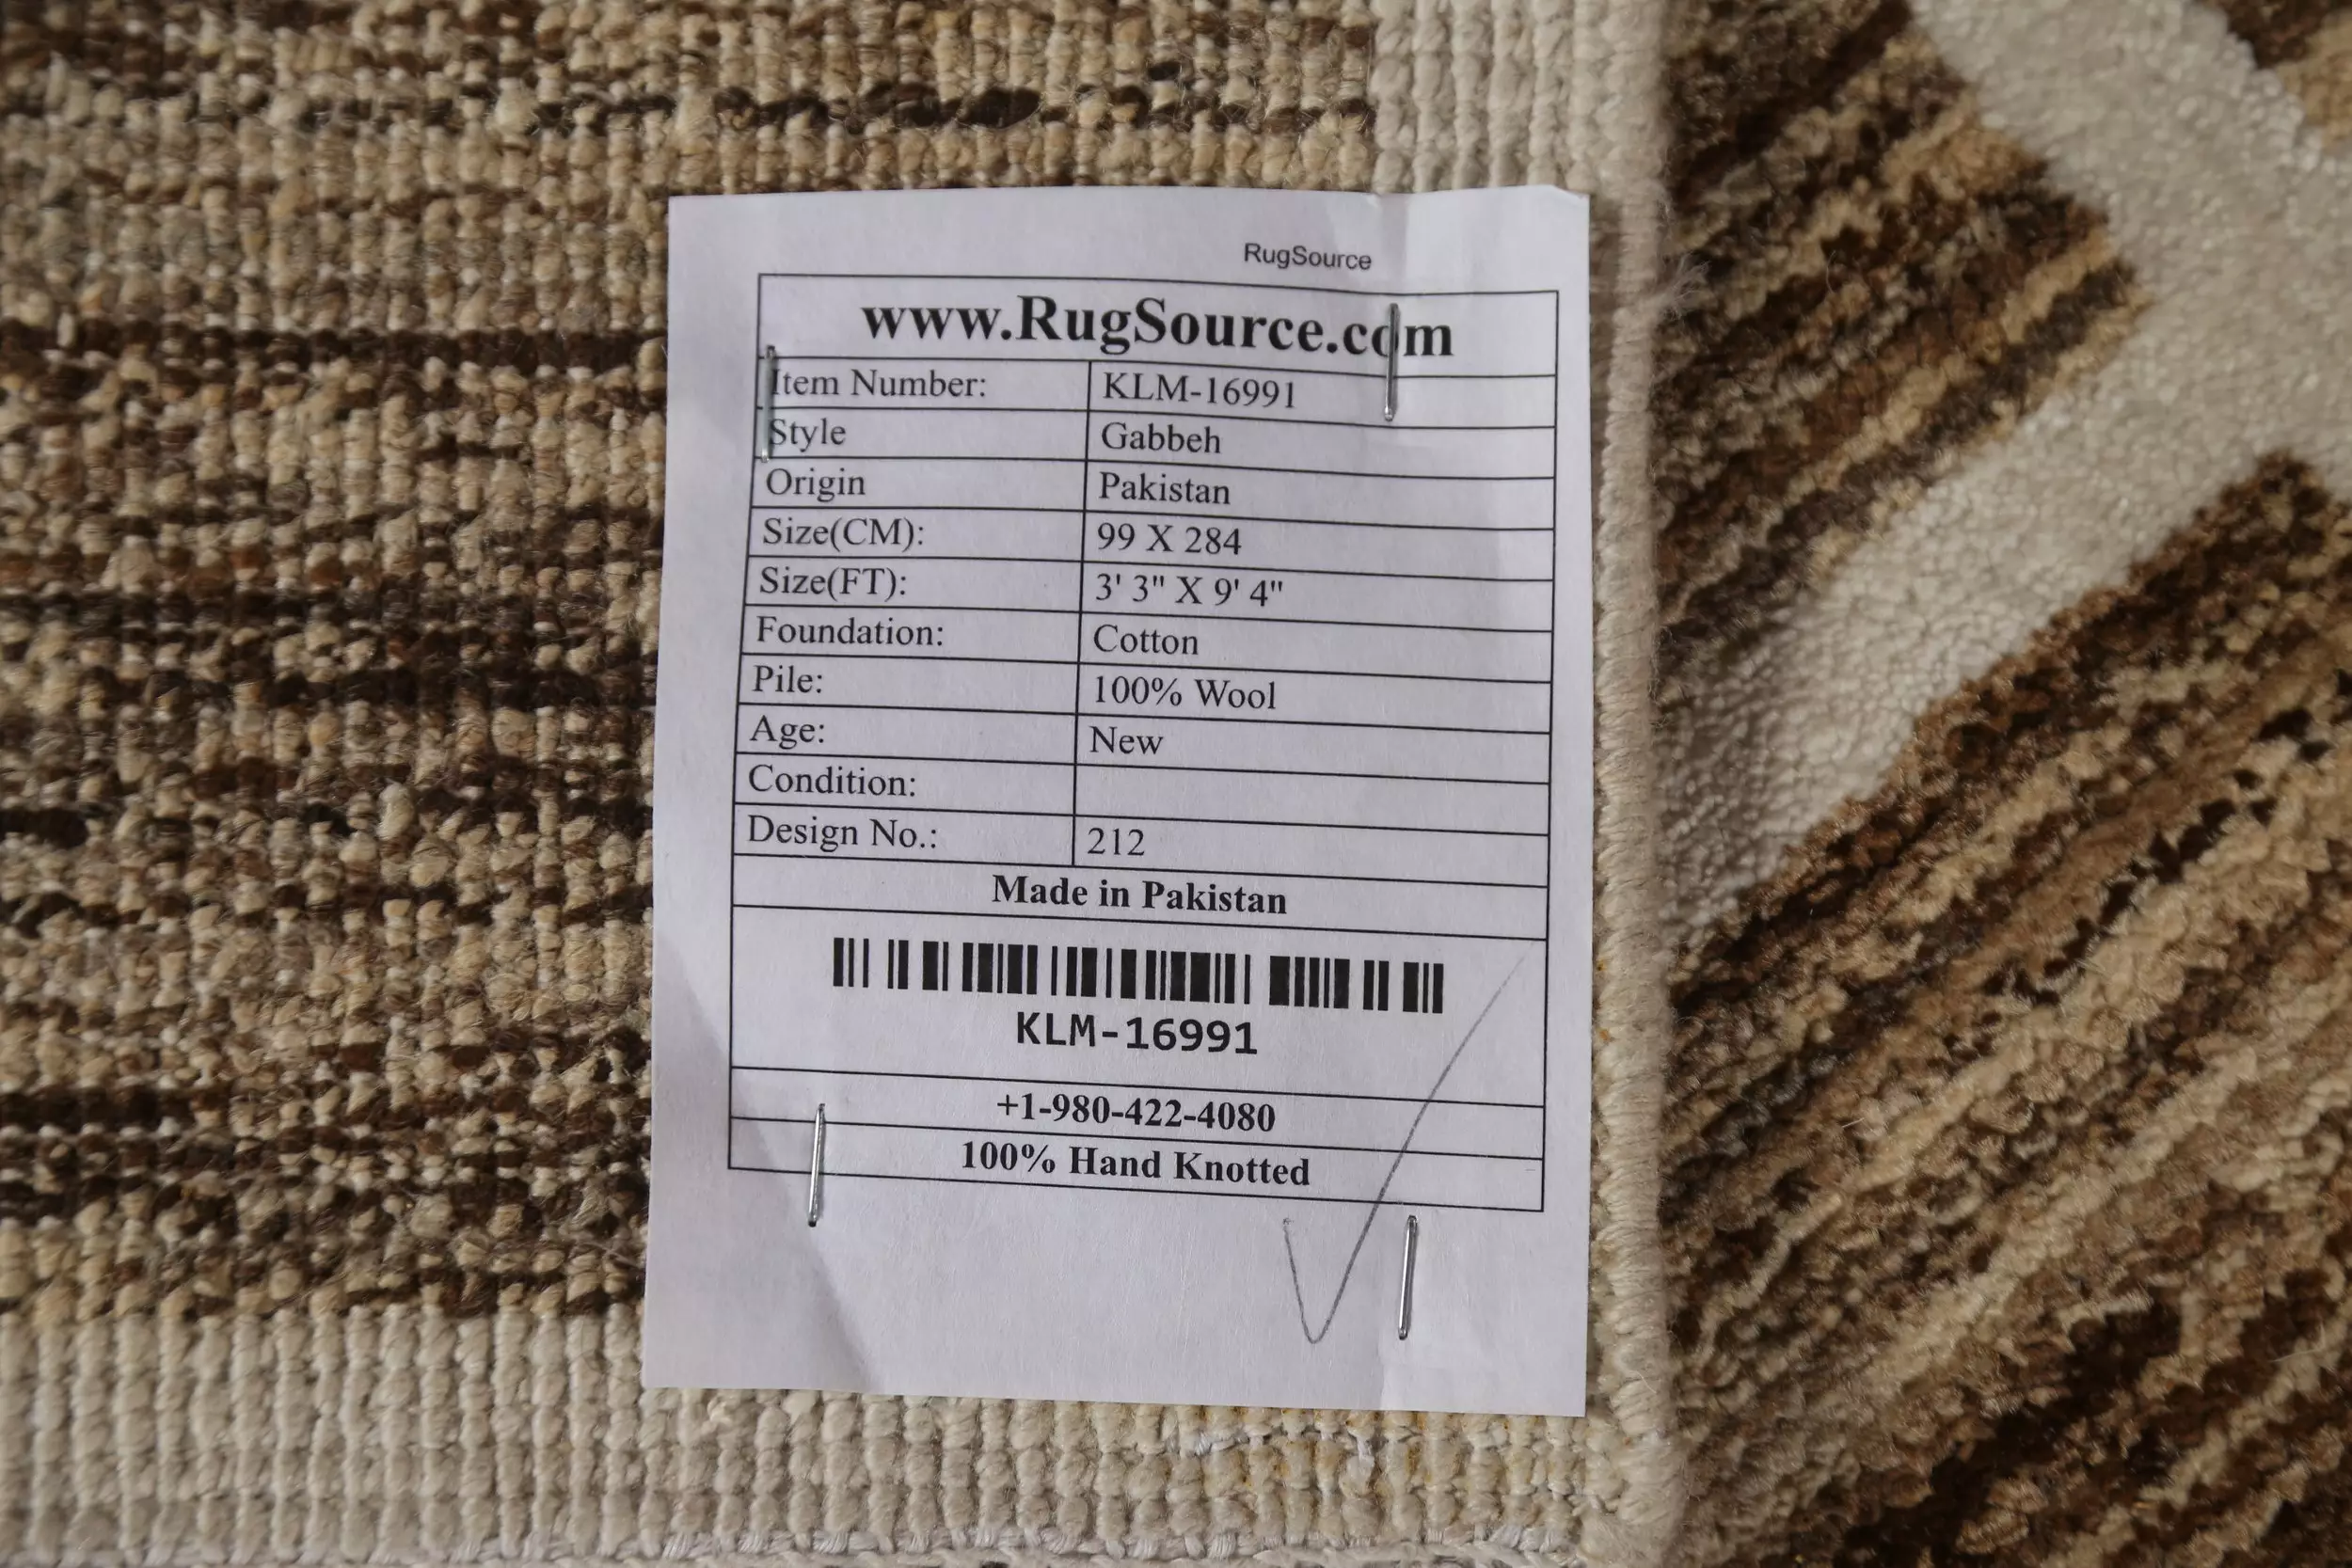 RugSource
www.RugSource.com
Item Number: KLM-16991
Style Gabbeh
Origin Pakistan
Size(CM): 99 X 284
Size(FT): 3' 3" X 9' 4"
Foundation: Cotton
Pile: 100% Wool
Age: New
Condition:
Design No.: 212
Made in Pakistan
KLM-16991
+1-980-422-4080
100% Hand Knotted